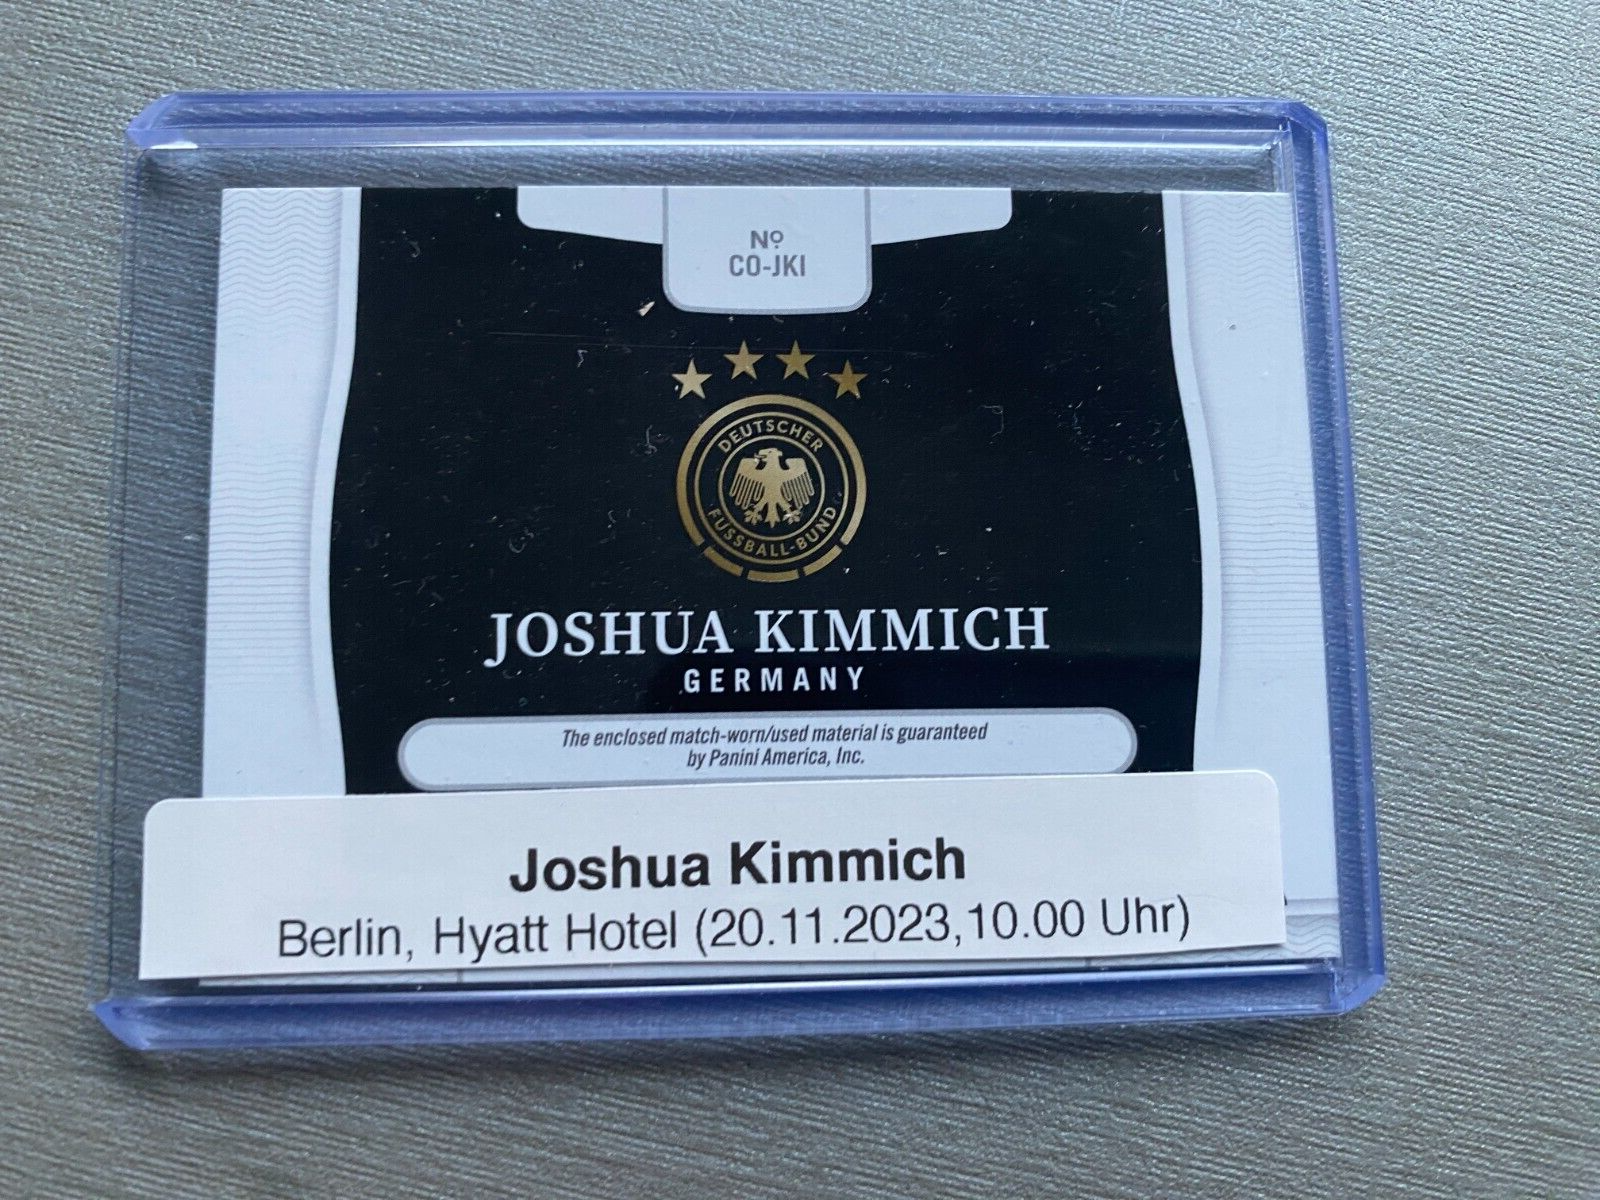 Nº
CO-JKI
DEUTSCHER
FUSSBALL-BUND
JOSHUA KIMMICH
GERMANY
The enclosed match-worn/used material is guaranteed
by Panini America, Inc.
Joshua Kimmich
Berlin, Hyatt Hotel (20.11.2023,10.00 Uhr)